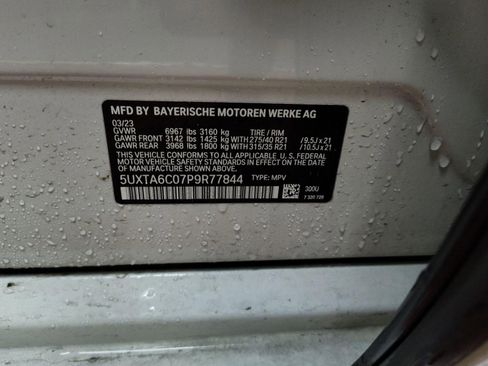 MFD BY BAYERISCHE MOTOREN WERKE AG
03/23 TIRE / RIM
GVWR 6967 lbs 3160 kg
GAWR FRONT 3142 lbs 1425 kg WITH 275/40 R21 /9.5J x 21
GAWR REAR 3968 lbs 1800 kg WITH 315/35 R21 /10.5J x 21
THIS VEHICLE CONFORMS TO ALL APPLICABLE U.S. FEDERAL
MOTOR VEHICLE SAFETY STANDARDS IN EFFECT ON THE DATE
OF MANUFACTURE SHOWN ABOVE.
5UXTA6C07P9R77844 TYPE: MPV
300U